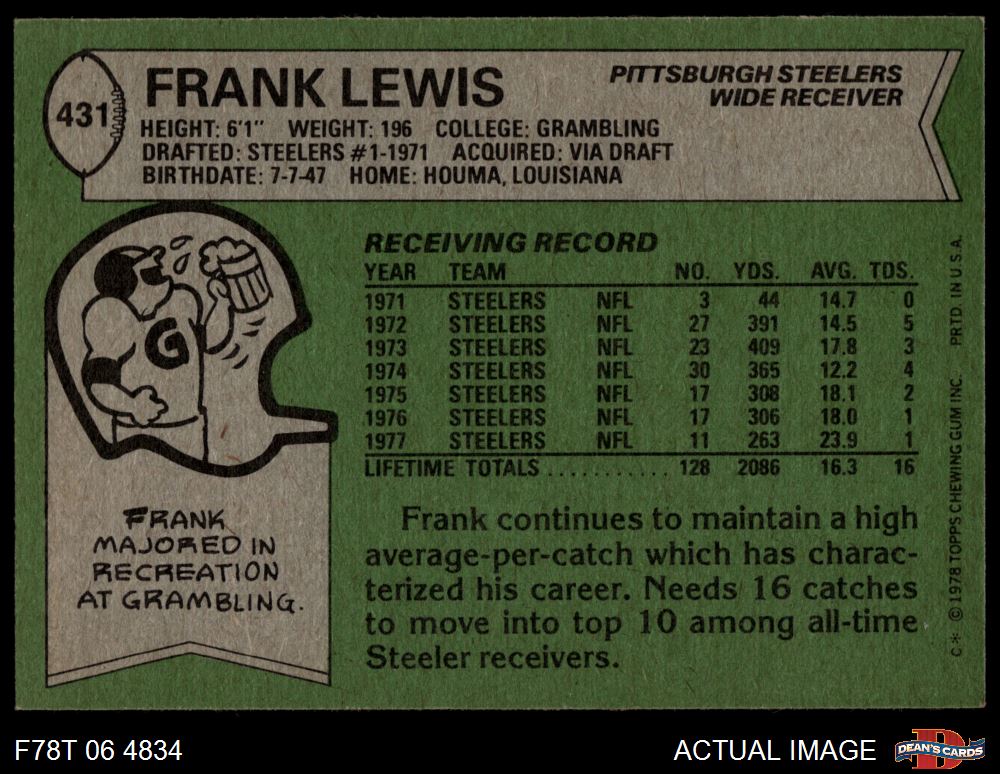 431
FRANK LEWIS
PITTSBURGH STEELERS
WIDE RECEIVER
HEIGHT: 6'1" WEIGHT: 196 COLLEGE: GRAMBLING
DRAFTED: STEELERS #1-1971 ACQUIRED: VIA DRAFT
BIRTHDATE: 7-7-47 HOME: HOUMA, LOUISIANA
G
FRANK
MAJORED IN
RECREATION
AT GRAMBLING.
RECEIVING RECORD
YEAR TEAM NO. YDS. AVG. TDS.
1971 STEELERS NFL 3 44 14.7 0
1972 STEELERS NFL 27 391 14.5 5
1973 STEELERS NFL 23 409 17.8 3
1974 STEELERS NFL 30 365 12.2 4
1975 STEELERS NFL 17 308 18.1 2
1976 STEELERS NFL 17 306 18.0 1
1977 STEELERS NFL 11 263 23.9 1
LIFETIME TOTALS ........... 128 2086 16.3 16
Frank continues to maintain a high
average-per-catch which has charac-
terized his career. Needs 16 catches
to move into top 10 among all-time
Steeler receivers.
C* © 1978 TOPPS CHEWING GUM INC. PRTD. IN U.S.A.
F78T 06 4834
ACTUAL IMAGE
D
DEAN'S CARDS